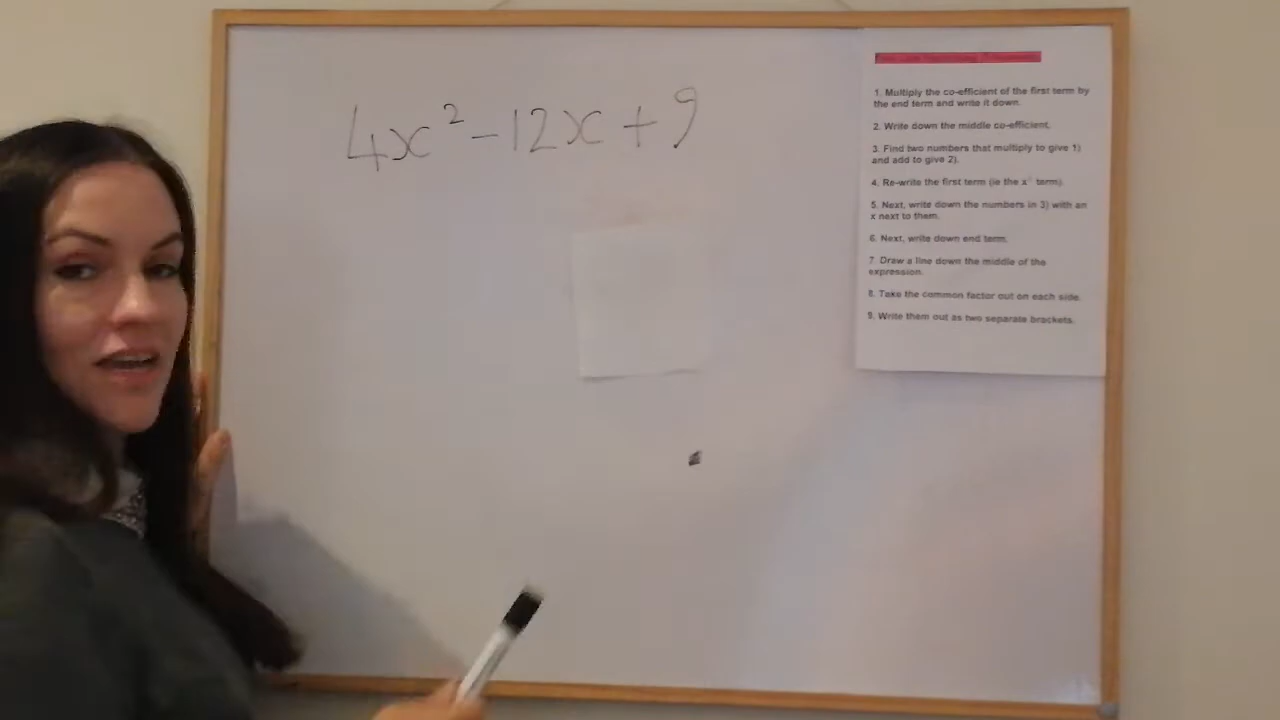 4x² - 12x + 9
1. Multiply the co-efficient of the first term by
the end term and write it down.
2. Write down the middle co-efficient.
3. Find two numbers that multiply to give 1)
and add to give 2).
4. Re-write the first term (ie the x² term).
5. Next, write down the numbers in 3) with an
x next to them.
6. Next, write down end term.
7. Draw a line down the middle of the
expression.
8. Take the common factor out on each side.
9. Write them out as two separate brackets.